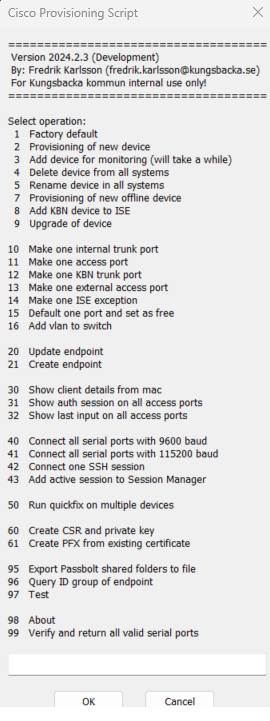 Cisco Provisioning Script
=====================================
Version 2024.2.3 (Development)
By: Fredrik Karlsson (fredrik.karlsson@kungsbacka.se)
For Kungsbacka kommun internal use only!
=====================================
Select operation:
1 Factory default
2 Provisioning of new device
3 Add device for monitoring (will take a while)
4 Delete device from all systems
5 Rename device in all systems
7 Provisioning of new offline device
8 Add KBN device to ISE
9 Upgrade of device
10 Make one internal trunk port
11 Make one access port
12 Make one KBN trunk port
13 Make one external access port
14 Make one ISE exception
15 Default one port and set as free
16 Add vlan to switch
20 Update endpoint
21 Create endpoint
30 Show client details from mac
31 Show auth session on all access ports
32 Show last input on all access ports
40 Connect all serial ports with 9600 baud
41 Connect all serial ports with 115200 baud
42 Connect one SSH session
43 Add active session to Session Manager
50 Run quickfix on multiple devices
60 Create CSR and private key
61 Create PFX from existing certificate
95 Export Passbolt shared folders to file
96 Query ID group of endpoint
97 Test
98 About
99 Verify and return all valid serial ports
OK Cancel